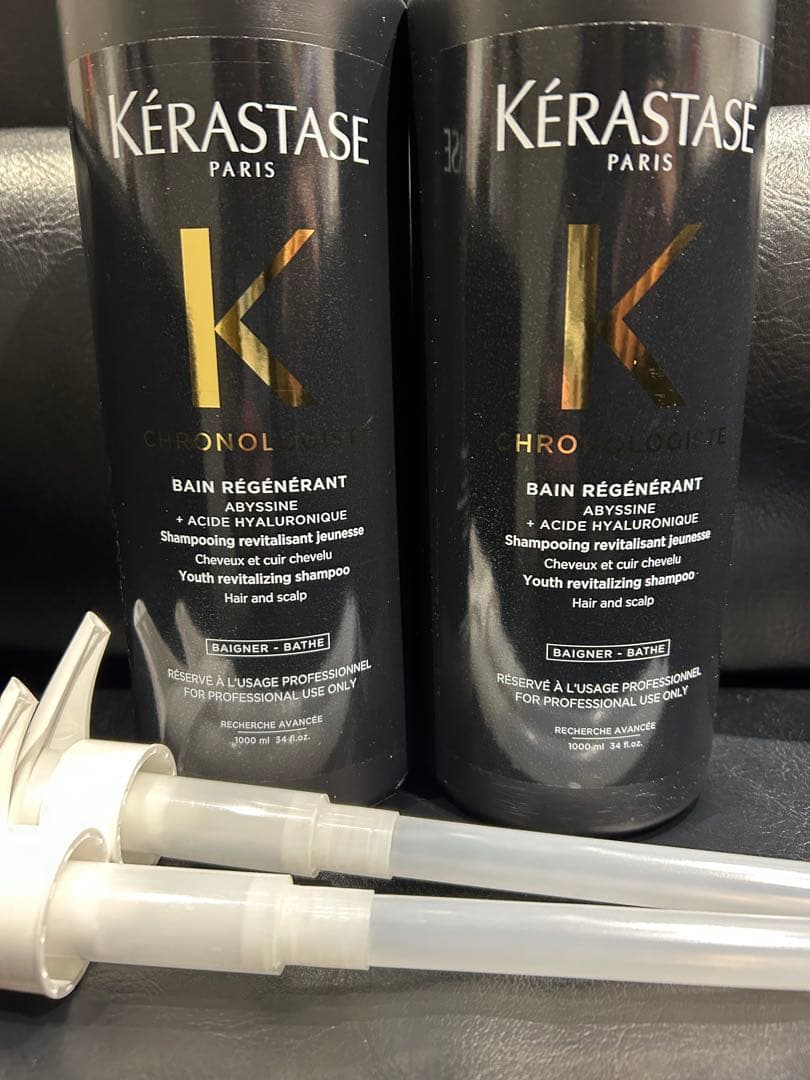 KÉRASTASE
PARIS
CHRONOLOGISTE
BAIN RÉGÉNÉRANT
ABYSSINE
+ ACIDE HYALURONIQUE
Shampooing revitalisant jeunesse
Cheveux et cuir chevelu
Youth revitalizing shampoo
Hair and scalp
BAIGNER - BATHE
RÉSERVÉ À L'USAGE PROFESSIONNEL
FOR PROFESSIONAL USE ONLY
RECHERCHE AVANCÉE
1000 ml 34 fl.oz.
KÉRASTASE
PARIS
CHRONOLOGISTE
BAIN RÉGÉNÉRANT
ABYSSINE
+ ACIDE HYALURONIQUE
Shampooing revitalisant jeunesse
Cheveux et cuir chevelu
Youth revitalizing shampoo
Hair and scalp
BAIGNER - BATHE
RÉSERVÉ À L'USAGE PROFESSIONNEL
FOR PROFESSIONAL USE ONLY
RECHERCHE AVANCÉE
1000 ml 34 fl.oz.